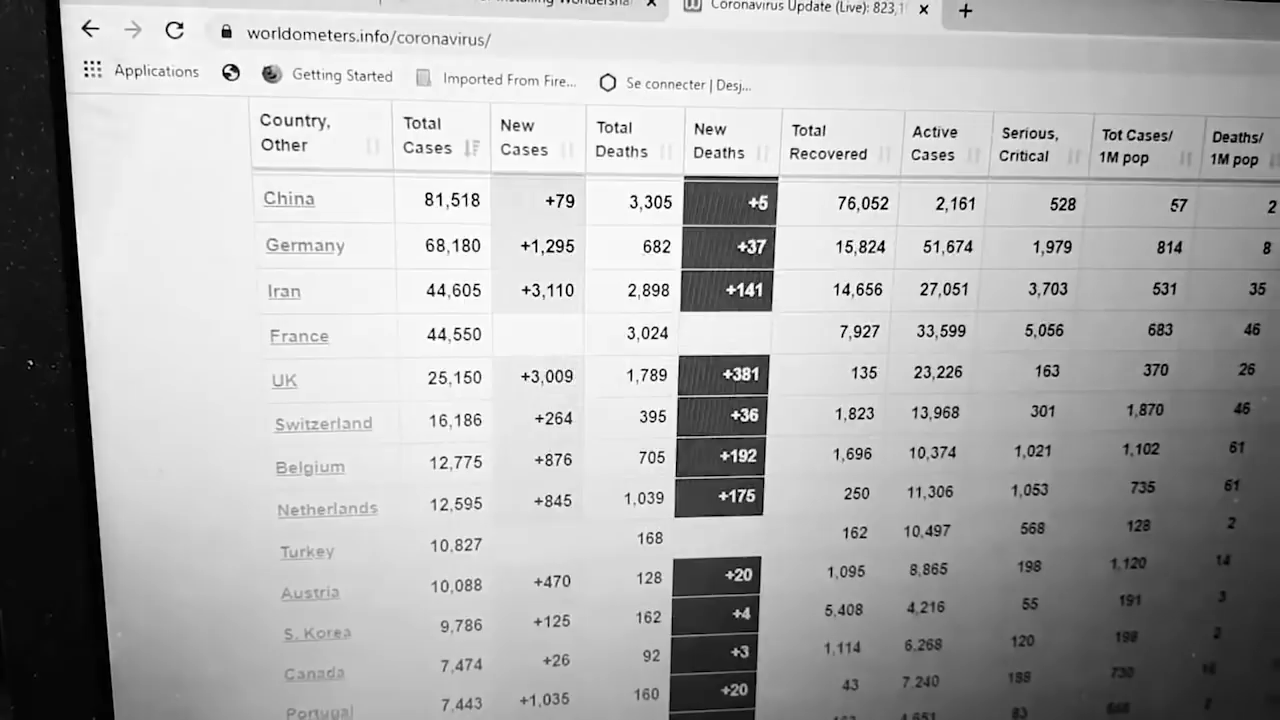 Coronavirus Update (Live): 823,1
worldometers.info/coronavirus/
Applications Getting Started Imported From Fire... Se connecter | Desj...
Country, Other Total Cases New Cases Total Deaths New Deaths Total Recovered Active Cases Serious, Critical Tot Cases/ 1M pop Deaths/ 1M pop
China 81,518 +79 3,305 +5 76,052 2,161 528 57 2
Germany 68,180 +1,295 682 +37 15,824 51,674 1,979 814 8
Iran 44,605 +3,110 2,898 +141 14,656 27,051 3,703 531 35
France 44,550 3,024 7,927 33,599 5,056 683 46
UK 25,150 +3,009 1,789 +381 135 23,226 163 370 26
Switzerland 16,186 +264 395 +36 1,823 13,968 301 1,870 46
Belgium 12,775 +876 705 +192 1,696 10,374 1,021 1,102 61
Netherlands 12,595 +845 1,039 +175 250 11,306 1,053 735 61
Turkey 10,827 168 162 10,497 568 128 2
Austria 10,088 +470 128 +20 1,095 8,865 198 1,120 14
S. Korea 9,786 +125 162 +4 5,408 4,216 55 191 3
Canada 7,474 +26 92 +3 1,114 6,268 120 198 2
Portugal 7,443 +1,035 160 +20 43 7,240 188